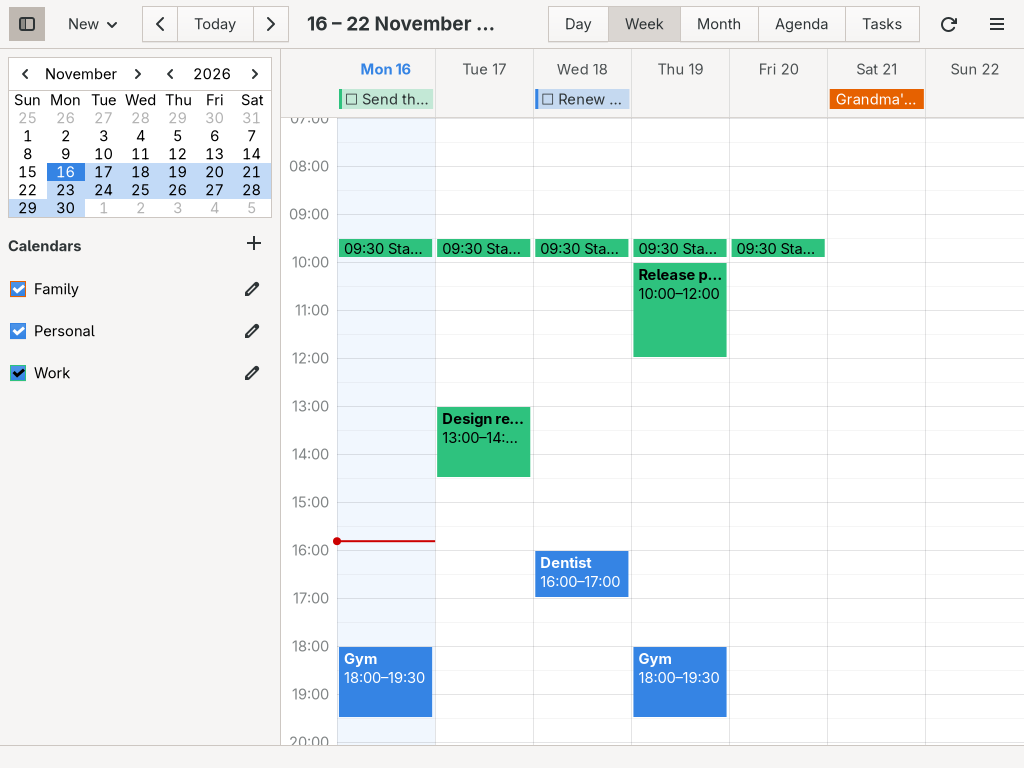 New
Today
16 – 22 November ...
Day
Week
Month
Agenda
Tasks
November
2026
Sun Mon Tue Wed Thu Fri Sat
25 26 27 28 29 30 31
1 2 3 4 5 6 7
8 9 10 11 12 13 14
15 16 17 18 19 20 21
22 23 24 25 26 27 28
29 30 1 2 3 4 5
Calendars
Family
Personal
Work
Mon 16
Tue 17
Wed 18
Thu 19
Fri 20
Sat 21
Sun 22
Send th...
Renew ...
Grandma'...
07:00
08:00
09:00
09:30 Sta...
09:30 Sta...
09:30 Sta...
09:30 Sta...
09:30 Sta...
10:00
Release p...
10:00–12:00
11:00
12:00
13:00
Design re...
13:00–14:...
14:00
15:00
16:00
Dentist
16:00–17:00
17:00
18:00
Gym
18:00–19:30
Gym
18:00–19:30
19:00
20:00